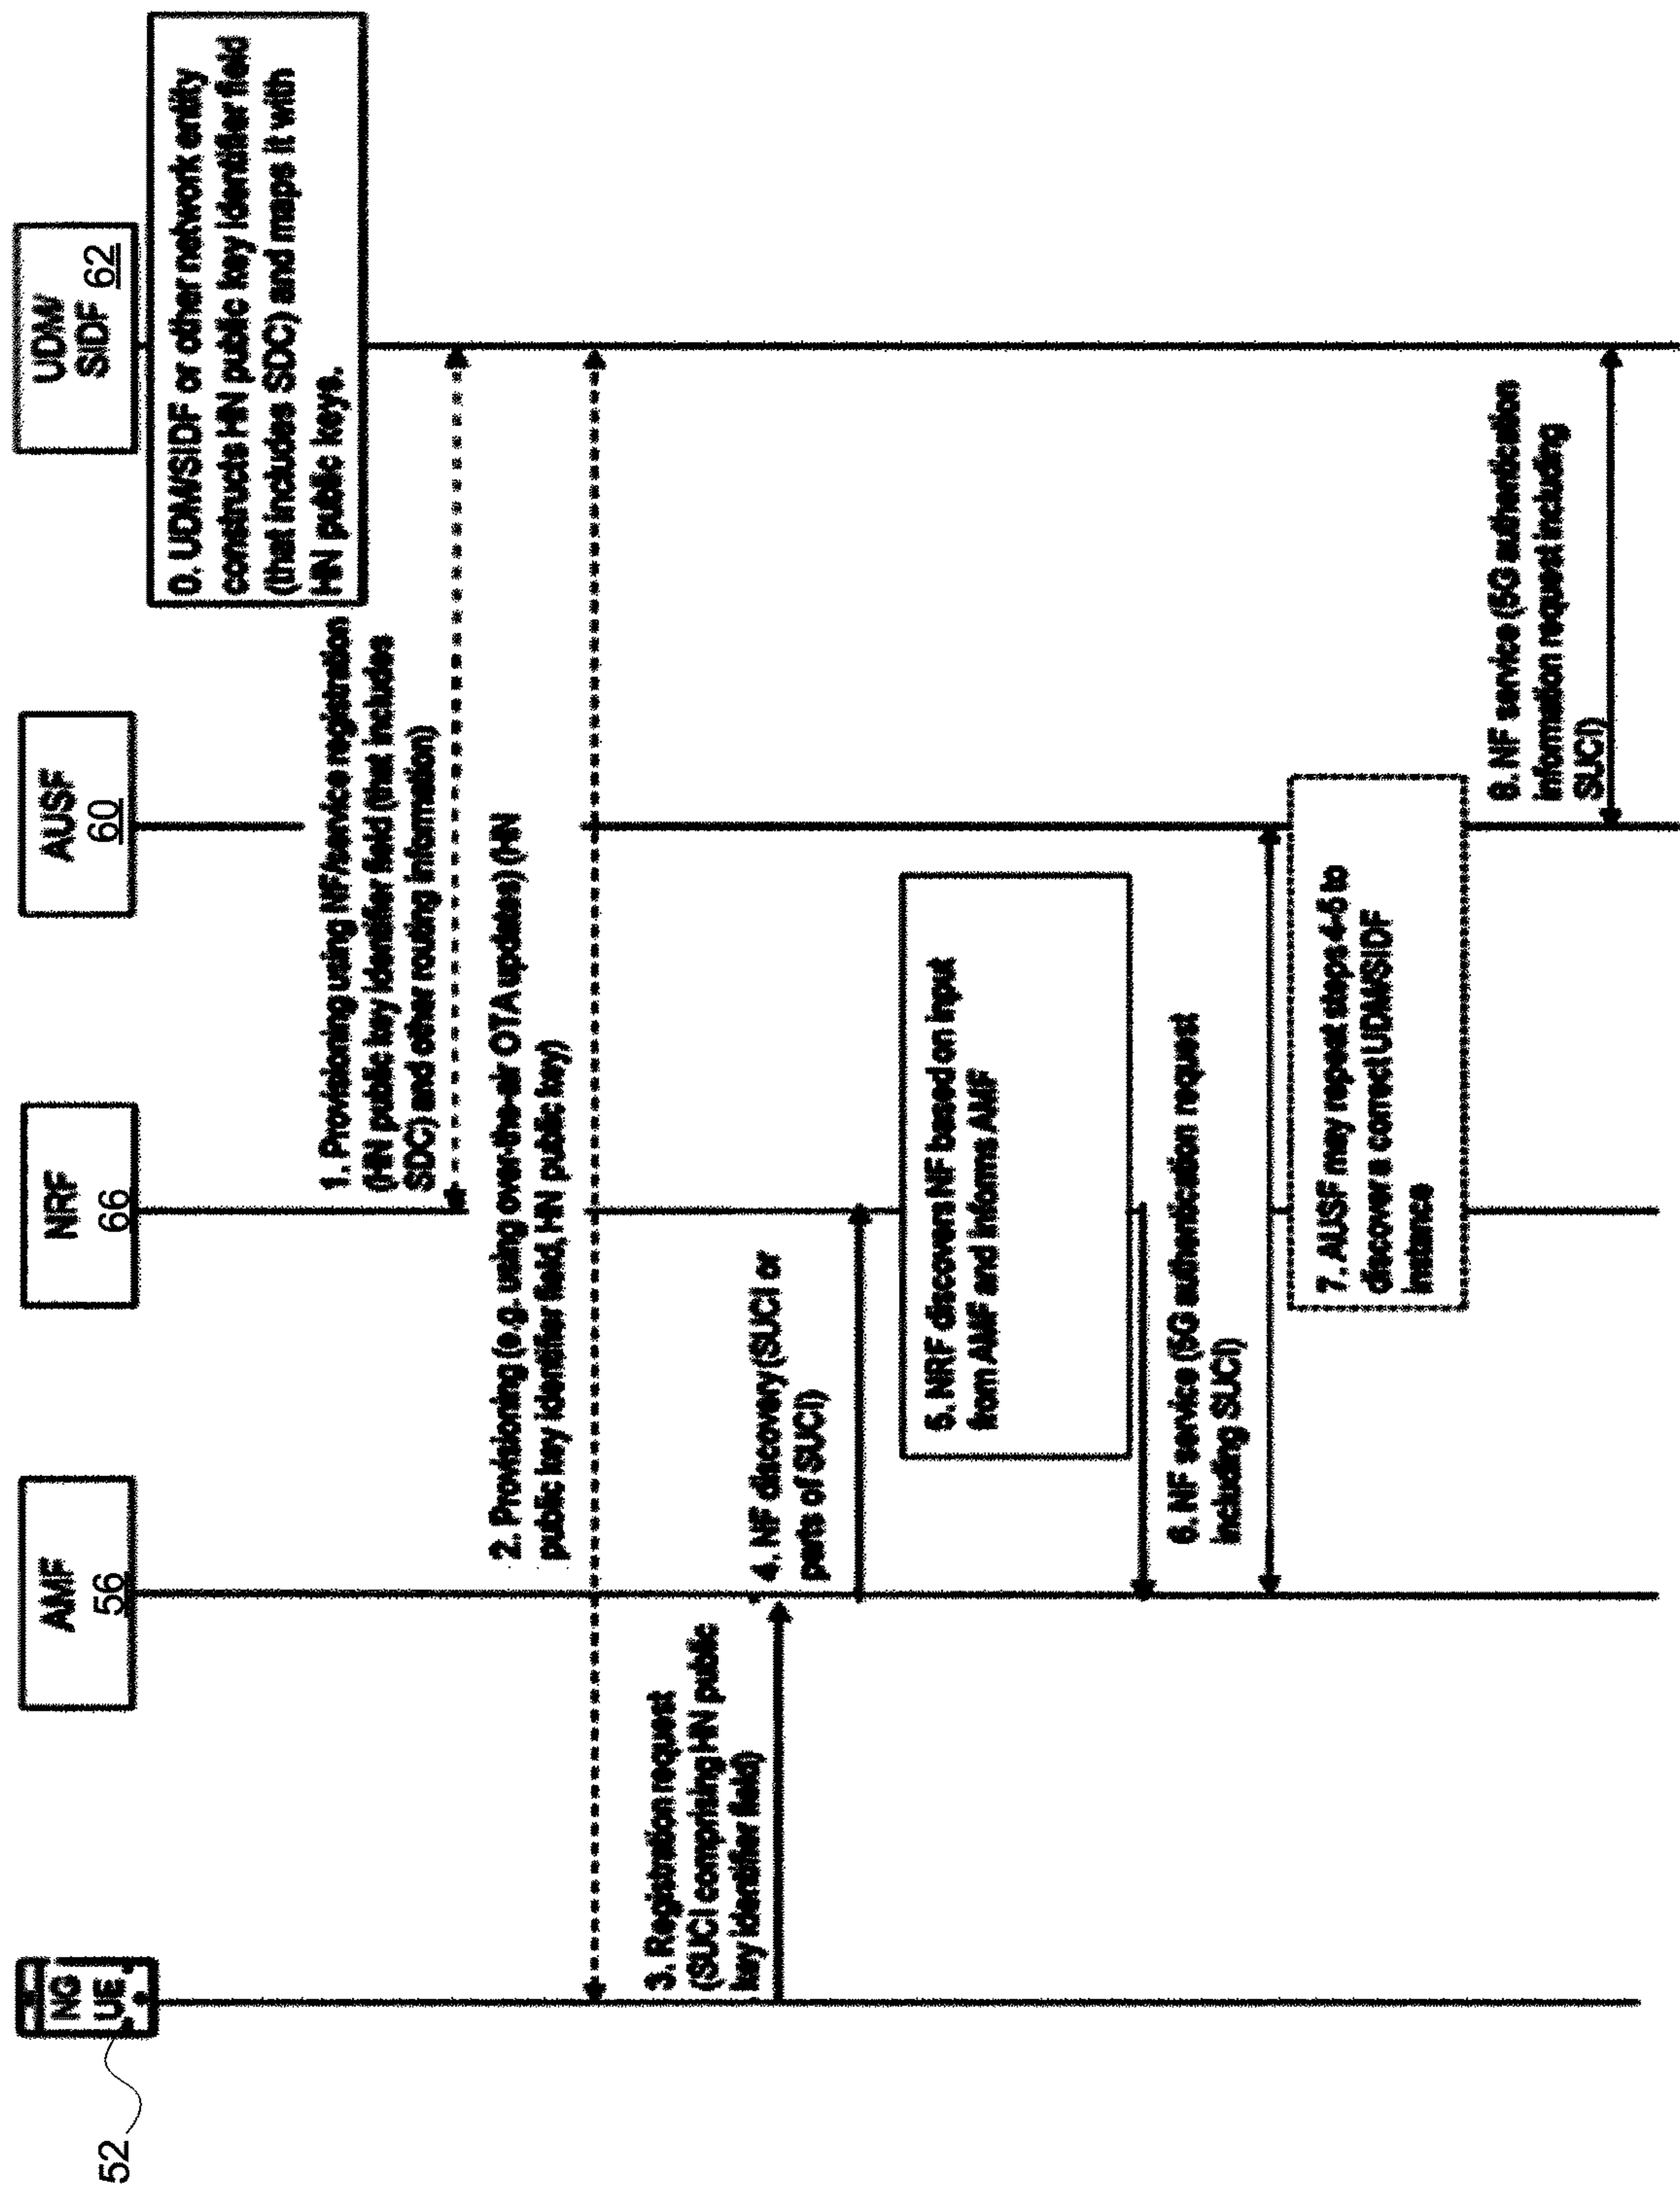 52
NG
UE
AMF
56
NRF
66
AUSF
60
UDM/
SIDF 62
0. UDM/SIDF or other network entity
constructs HN public key identifier field
(that includes SDC) and maps it with
HN public keys.
1. Provisioning using NF/service registration
(HN public key identifier field (that includes
SDC) and other routing information)
2. Provisioning (e.g. using over-the-air OTA updates) (HN
public key identifier field, HN public key)
3. Registration request
(SUCI comprising HN public
key identifier field)
4. NF discovery (SUCI or
parts of SUCI)
5. NRF discovers NF based on input
from AMF and informs AMF
6. NF service (5G authentication request
including SUCI)
7. AUSF may repeat steps 4-5 to
discover a correct UDM/SIDF
instance
8. NF service (5G authentication
information request including
SUCI)